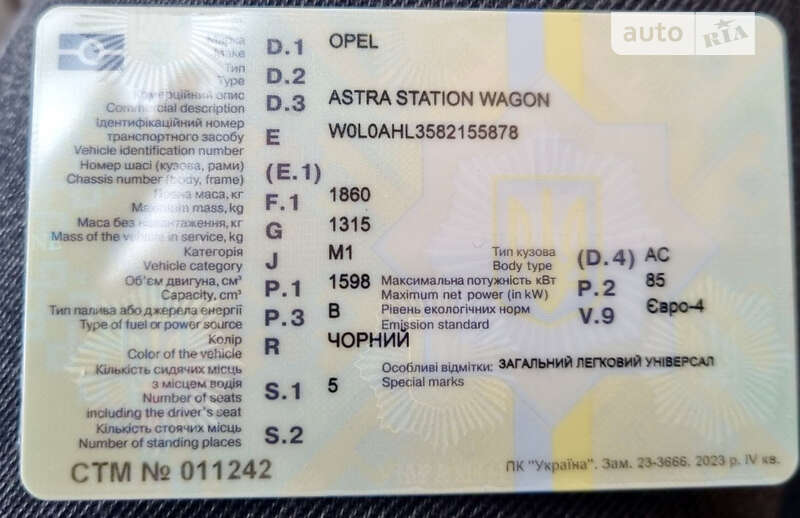 auto RIA
Марка
Make
D.1 OPEL
Тип
Type
D.2
Комерційний опис
Commercial description
D.3 ASTRA STATION WAGON
Ідентифікаційний номер
транспортного засобу
Vehicle identification number
E W0L0AHL3582155878
Номер шасі (кузова, рами)
Chassis number (body, frame)
(E.1)
Повна маса, кг
Maximum mass, kg
F.1 1860
Маса без навантаження, кг
Mass of the vehicle in service, kg
G 1315
Категорія
Vehicle category
J M1
Тип кузова
Body type
(D.4) AC
Об'єм двигуна, см³
Capacity, cm³
P.1 1598
Максимальна потужність кВт
Maximum net power (in kW)
P.2 85
Тип палива або джерела енергії
Type of fuel or power source
P.3 B
Рівень екологічних норм
Emission standard
V.9 Євро-4
Колір
Color of the vehicle
R ЧОРНИЙ
Особливі відмітки: ЗАГАЛЬНИЙ ЛЕГКОВИЙ УНІВЕРСАЛ
Special marks
Кількість сидячих місць
з місцем водія
Number of seats
including the driver's seat
S.1 5
Кількість стоячих місць
Number of standing places
S.2
СТМ № 011242
ПК "Україна". Зам. 23-3666. 2023 р. IV кв.